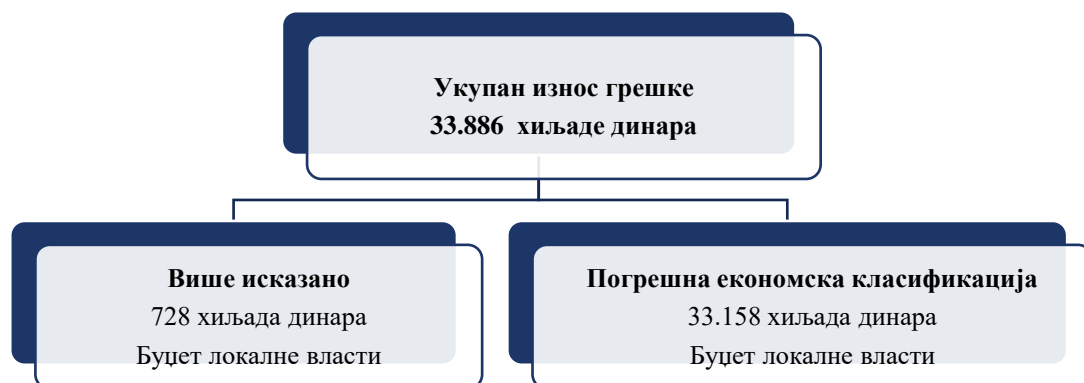 Укупан износ грешке
33.886 хиљаде динара
Више исказано
728 хиљада динара
Буџет локалне власти
Погрешна економска класификација
33.158 хиљада динара
Буџет локалне власти